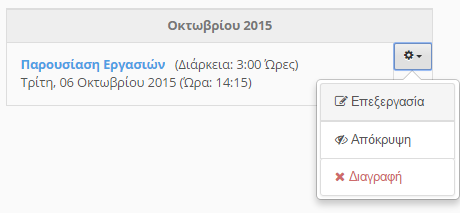 Οκτωβρίου 2015
Παρουσίαση Εργασιών (Διάρκεια: 3:00 Ώρες)
Τρίτη, 06 Οκτωβρίου 2015 (Ώρα: 14:15)
Επεξεργασία
Απόκρυψη
Διαγραφή